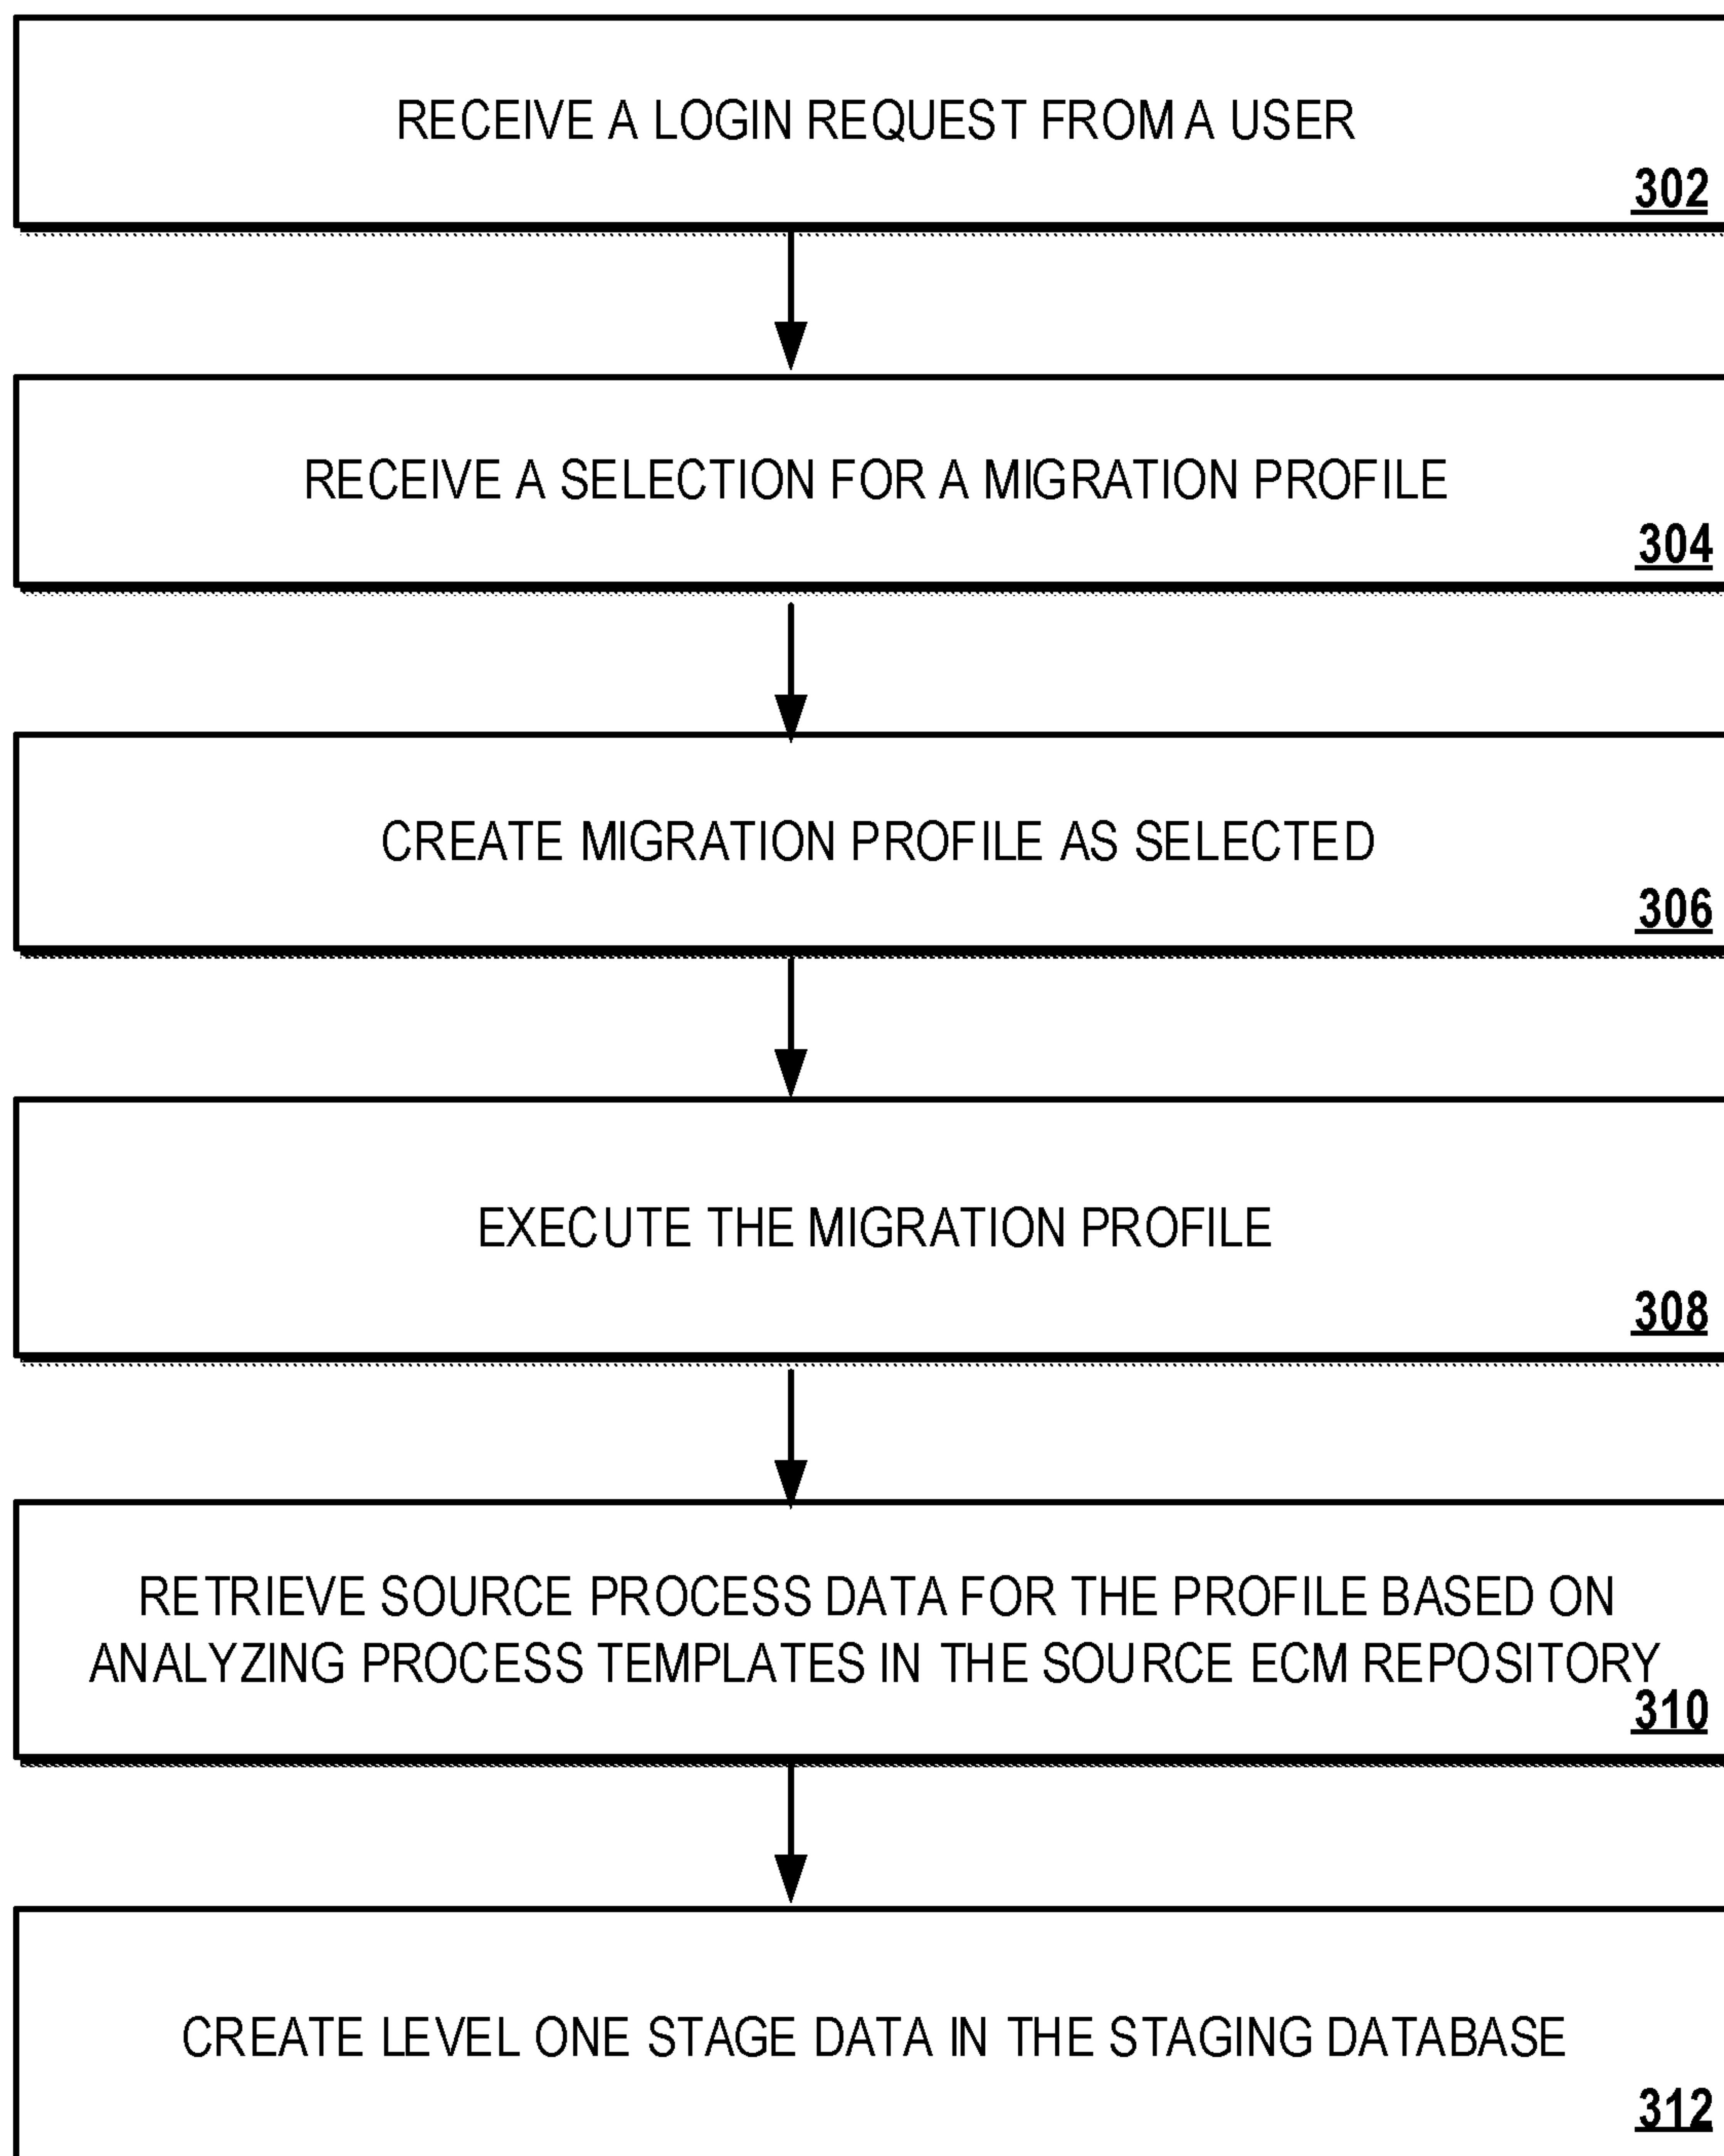 RECEIVE A LOGIN REQUEST FROM A USER
302
RECEIVE A SELECTION FOR A MIGRATION PROFILE
304
CREATE MIGRATION PROFILE AS SELECTED
306
EXECUTE THE MIGRATION PROFILE
308
RETRIEVE SOURCE PROCESS DATA FOR THE PROFILE BASED ON
ANALYZING PROCESS TEMPLATES IN THE SOURCE ECM REPOSITORY
310
CREATE LEVEL ONE STAGE DATA IN THE STAGING DATABASE
312